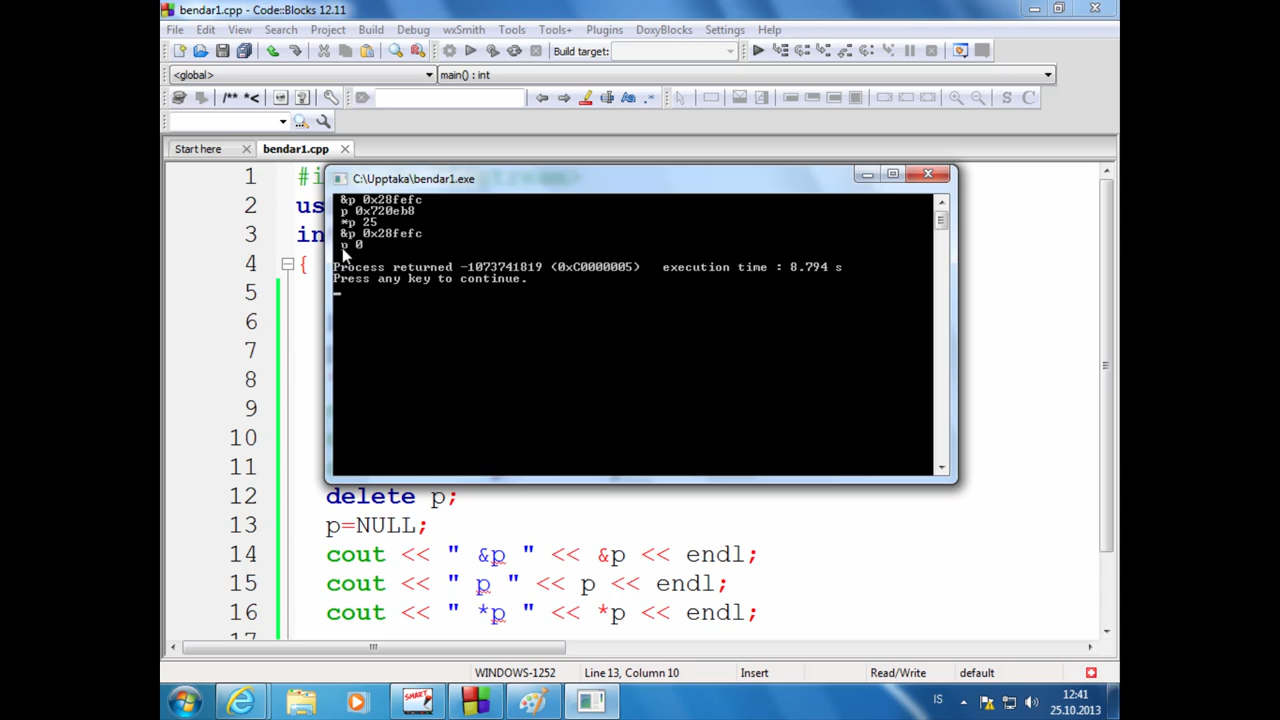 bendar1.cpp - Code::Blocks 12.11
File Edit View Search Project Build Debug wxSmith Tools Tools+ Plugins DoxyBlocks Settings Help
Build target:
<global> main() : int
/** *<
Start here bendar1.cpp
C:\Upptaka\bendar1.exe
&p 0x28fefc
p 0x720eb8
*p 25
&p 0x28fefc
p 0
Process returned -1073741819 (0xC0000005) execution time : 8.794 s
Press any key to continue.
1 #i
2 us
3 in
4 {
5
6
7
8
9
10
11
12 delete p;
13 p=NULL;
14 cout << " &p " << &p << endl;
15 cout << " p " << p << endl;
16 cout << " *p " << *p << endl;
WINDOWS-1252 Line 13, Column 10 Insert Read/Write default
SMART
IS 12:41
25.10.2013